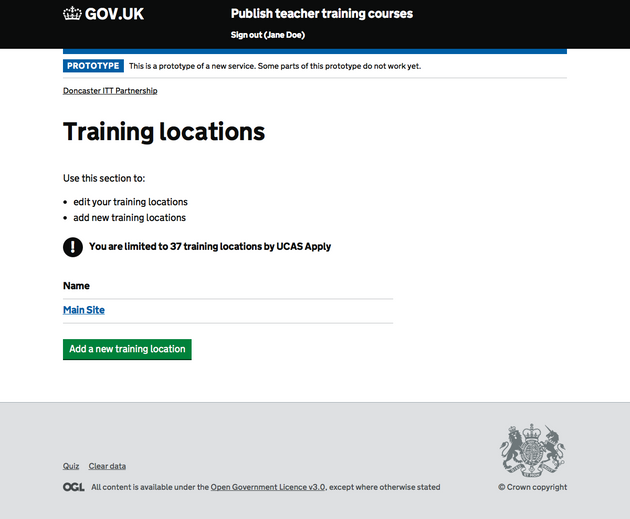 GOV.UK
Publish teacher training courses
Sign out (Jane Doe)
PROTOTYPE This is a prototype of a new service. Some parts of this prototype do not work yet.
Doncaster ITT Partnership
Training locations
Use this section to:
• edit your training locations
• add new training locations
! You are limited to 37 training locations by UCAS Apply
Name
Main Site
Add a new training location
Quiz Clear data
OGL All content is available under the Open Government Licence v3.0, except where otherwise stated
© Crown copyright